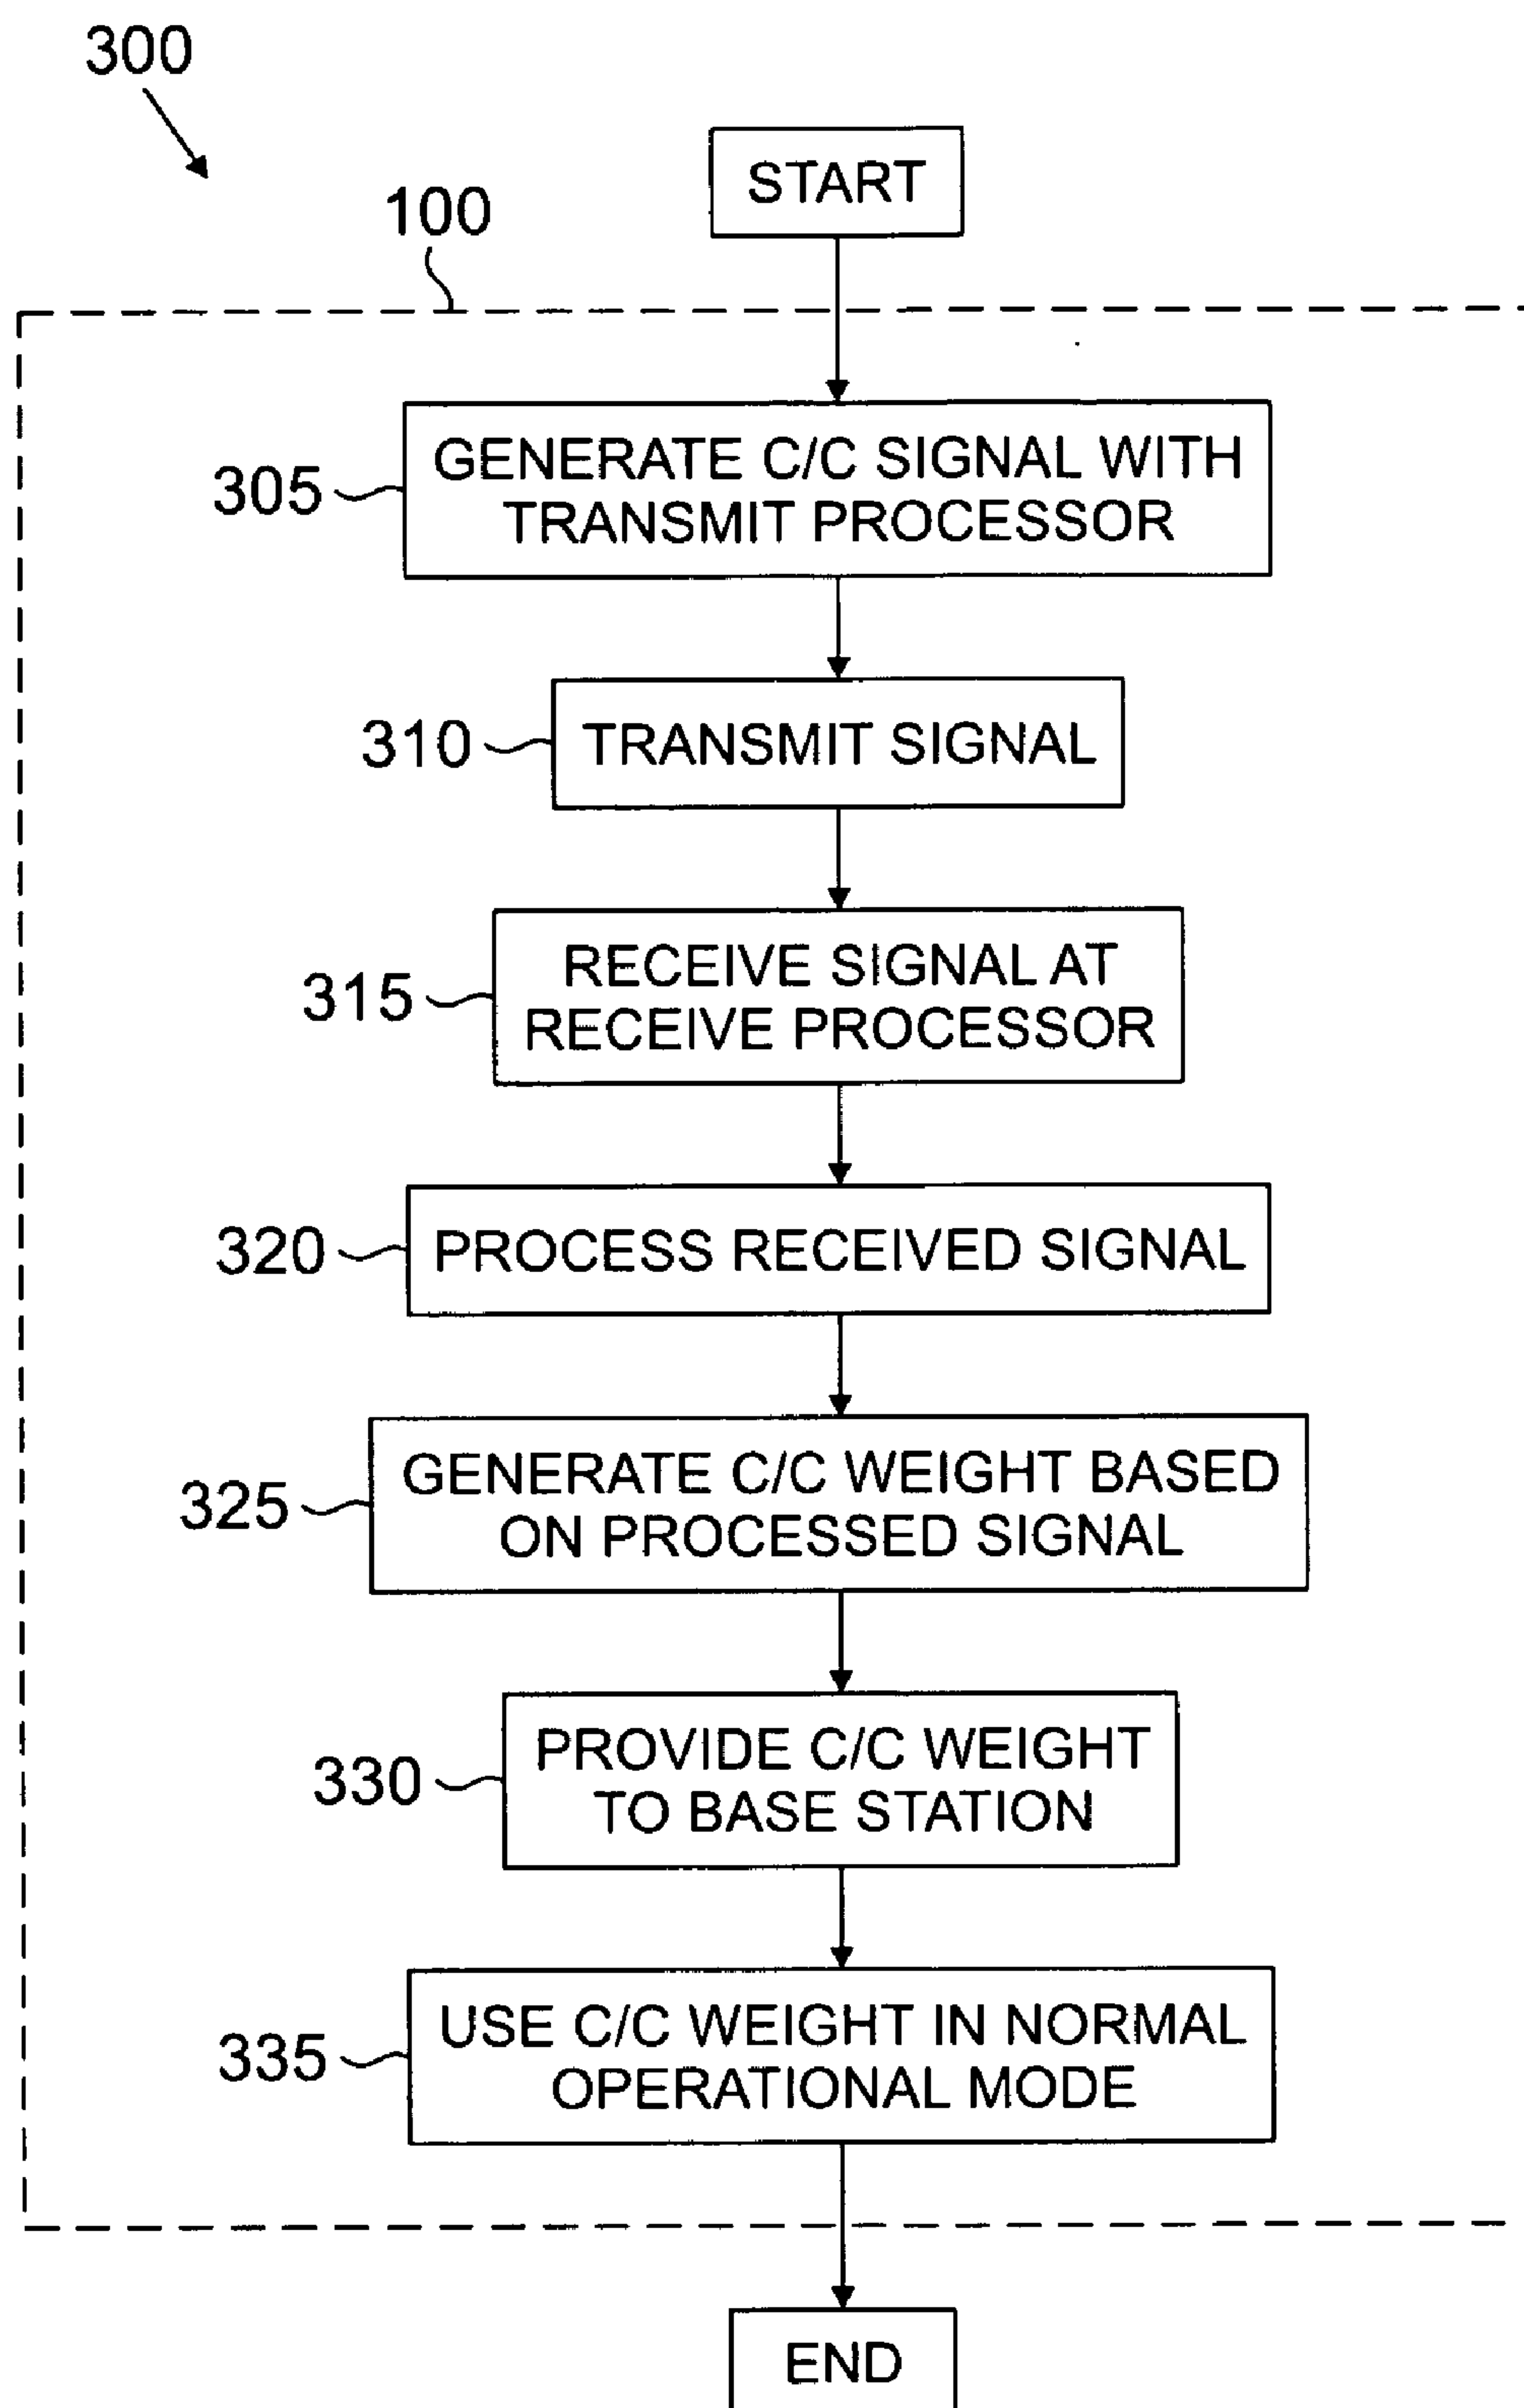 300
START
100
305
GENERATE C/C SIGNAL WITH
TRANSMIT PROCESSOR
310
TRANSMIT SIGNAL
315
RECEIVE SIGNAL AT
RECEIVE PROCESSOR
320
PROCESS RECEIVED SIGNAL
325
GENERATE C/C WEIGHT BASED
ON PROCESSED SIGNAL
330
PROVIDE C/C WEIGHT
TO BASE STATION
335
USE C/C WEIGHT IN NORMAL
OPERATIONAL MODE
END